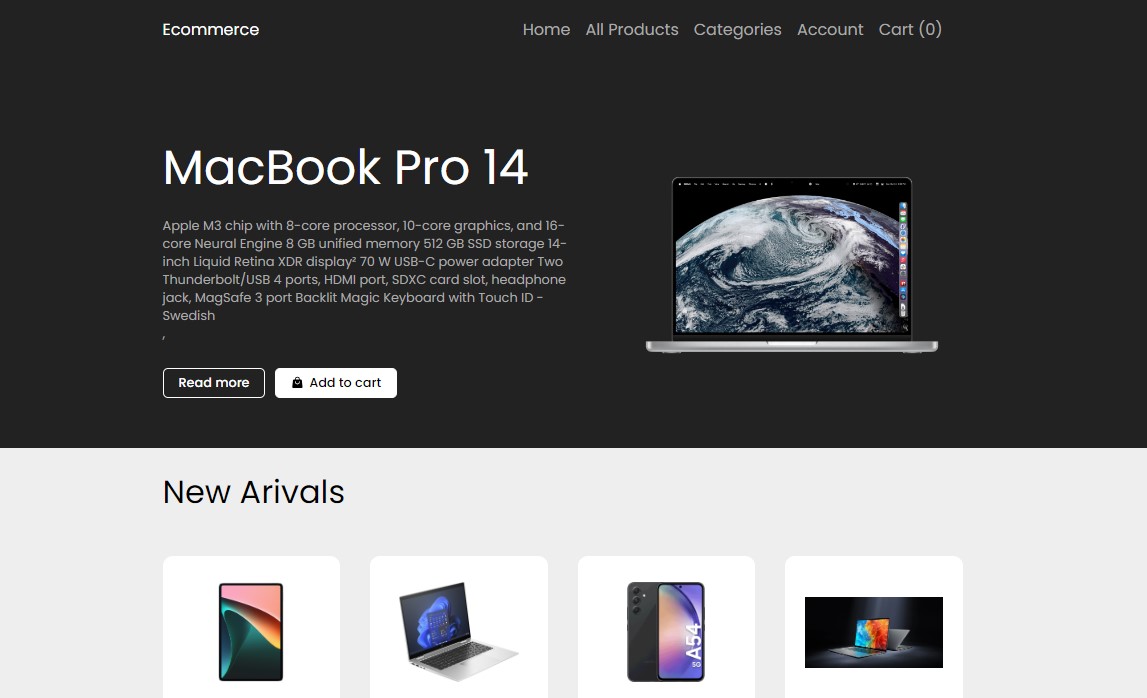 Ecommerce
Home All Products Categories Account Cart (0)
MacBook Pro 14
Apple M3 chip with 8-core processor, 10-core graphics, and 16-
core Neural Engine 8 GB unified memory 512 GB SSD storage 14-
inch Liquid Retina XDR display² 70 W USB-C power adapter Two
Thunderbolt/USB 4 ports, HDMI port, SDXC card slot, headphone
jack, MagSafe 3 port Backlit Magic Keyboard with Touch ID -
Swedish
,
Read more
Add to cart
New Arivals
A54
5G